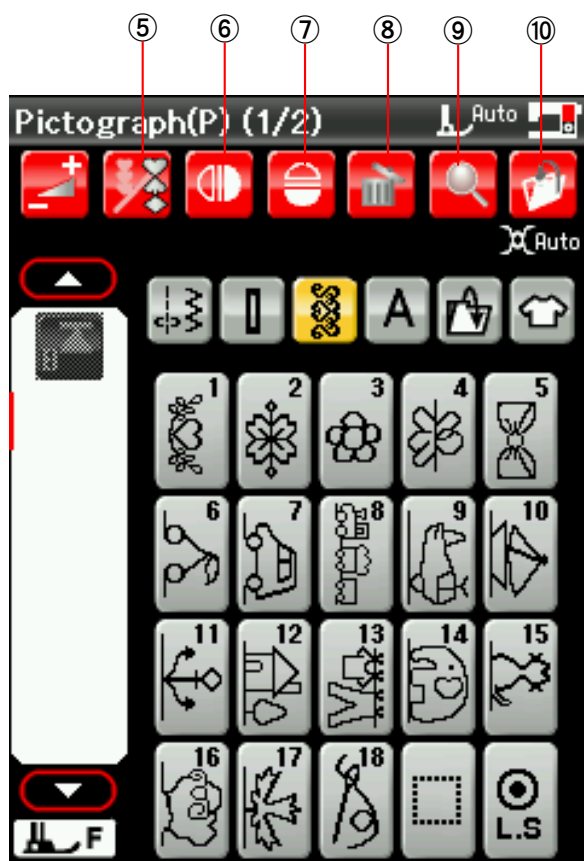 ⑤ ⑥ ⑦ ⑧ ⑨ ⑩
Pictograph(P) (1/2) Auto
Auto
A
1 2 3 4 5
6 7 8 9 10
11 12 13 14 15
16 17 18
L.S
F